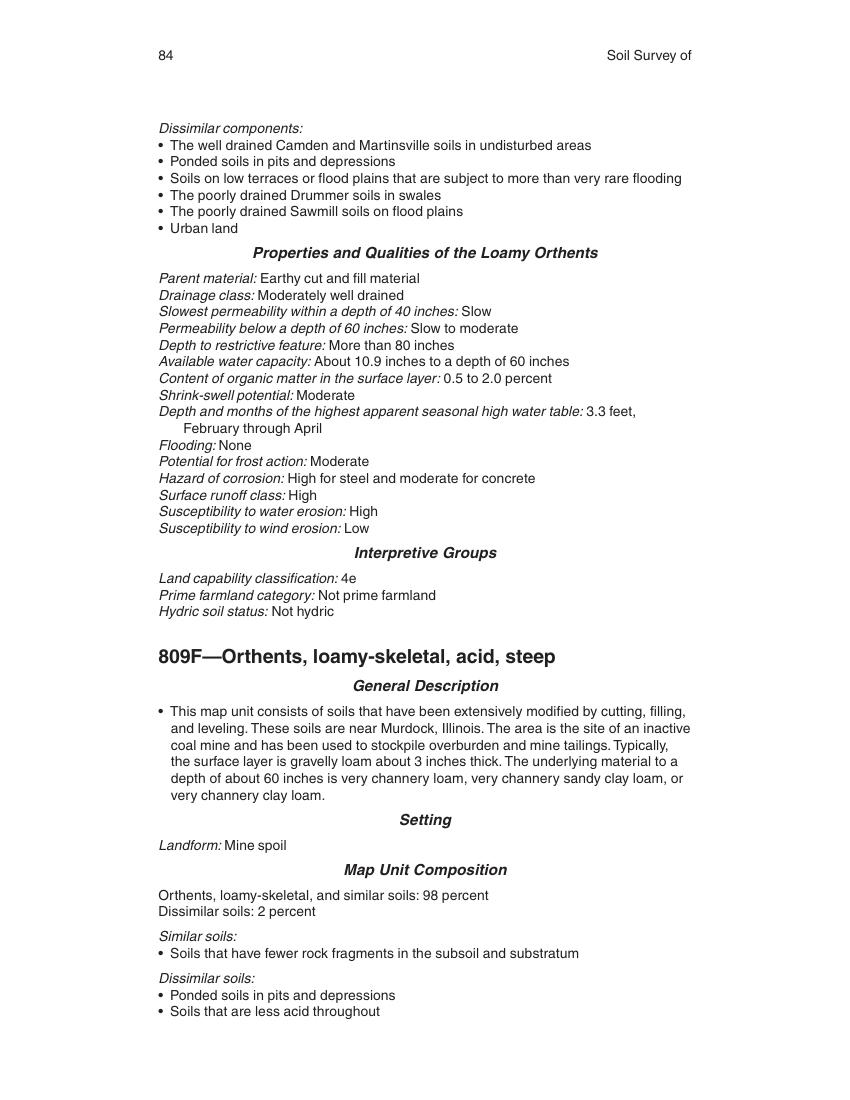 84
Soil Survey of
Dissimilar components:
• The well drained Camden and Martinsville soils in undisturbed areas
• Ponded soils in pits and depressions
• Soils on low terraces or flood plains that are subject to more than very rare flooding
• The poorly drained Drummer soils in swales
• The poorly drained Sawmill soils on flood plains
• Urban land
Properties and Qualities of the Loamy Orthents
Parent material: Earthy cut and fill material
Drainage class: Moderately well drained
Slowest permeability within a depth of 40 inches: Slow
Permeability below a depth of 60 inches: Slow to moderate
Depth to restrictive feature: More than 80 inches
Available water capacity: About 10.9 inches to a depth of 60 inches
Content of organic matter in the surface layer: 0.5 to 2.0 percent
Shrink-swell potential: Moderate
Depth and months of the highest apparent seasonal high water table: 3.3 feet,
February through April
Flooding: None
Potential for frost action: Moderate
Hazard of corrosion: High for steel and moderate for concrete
Surface runoff class: High
Susceptibility to water erosion: High
Susceptibility to wind erosion: Low
Interpretive Groups
Land capability classification: 4e
Prime farmland category: Not prime farmland
Hydric soil status: Not hydric
809F—Orthents, loamy-skeletal, acid, steep
General Description
• This map unit consists of soils that have been extensively modified by cutting, filling,
and leveling. These soils are near Murdock, Illinois. The area is the site of an inactive
coal mine and has been used to stockpile overburden and mine tailings. Typically,
the surface layer is gravelly loam about 3 inches thick. The underlying material to a
depth of about 60 inches is very channery loam, very channery sandy clay loam, or
very channery clay loam.
Setting
Landform: Mine spoil
Map Unit Composition
Orthents, loamy-skeletal, and similar soils: 98 percent
Dissimilar soils: 2 percent
Similar soils:
• Soils that have fewer rock fragments in the subsoil and substratum
Dissimilar soils:
• Ponded soils in pits and depressions
• Soils that are less acid throughout